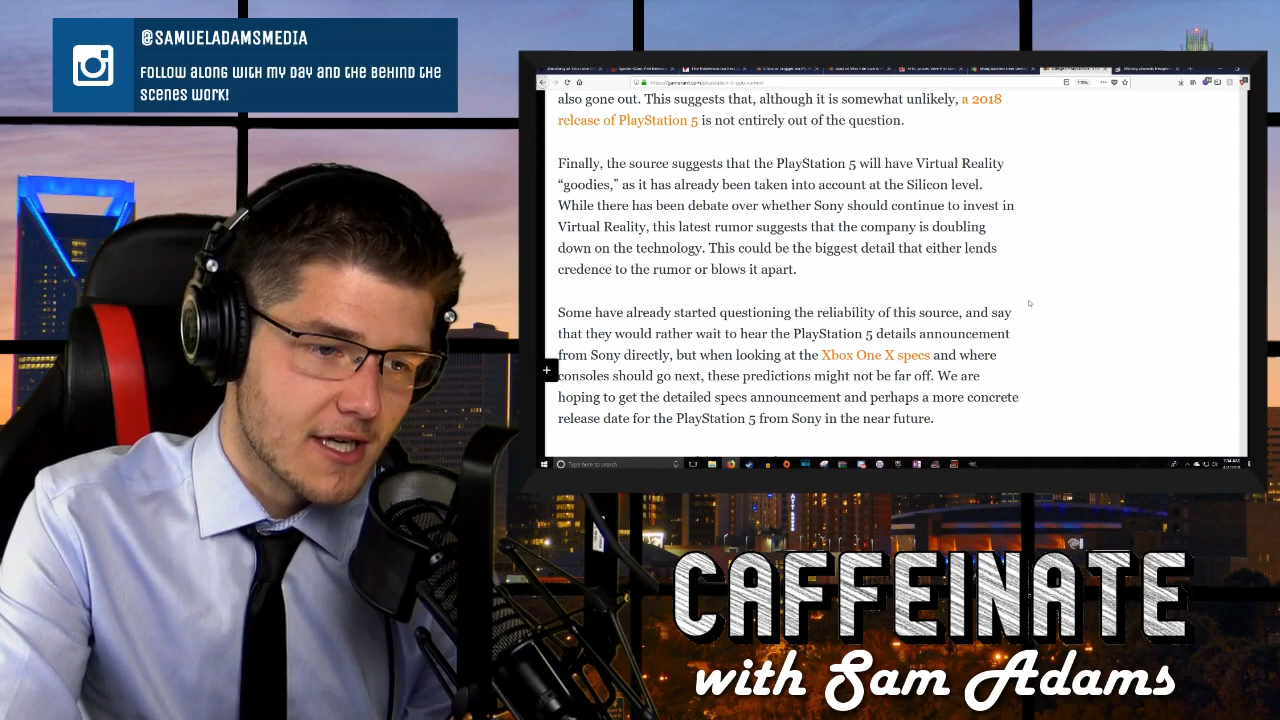 @SAMUELADAMSMEDIA
Follow along with my day and the behind the
scenes work!
also gone out. This suggests that, although it is somewhat unlikely, a 2018
release of PlayStation 5 is not entirely out of the question.
Finally, the source suggests that the PlayStation 5 will have Virtual Reality
“goodies,” as it has already been taken into account at the Silicon level.
While there has been debate over whether Sony should continue to invest in
Virtual Reality, this latest rumor suggests that the company is doubling
down on the technology. This could be the biggest detail that either lends
credence to the rumor or blows it apart.
Some have already started questioning the reliability of this source, and say
that they would rather wait to hear the PlayStation 5 details announcement
from Sony directly, but when looking at the Xbox One X specs and where
consoles should go next, these predictions might not be far off. We are
hoping to get the detailed specs announcement and perhaps a more concrete
release date for the PlayStation 5 from Sony in the near future.
Type here to search
CAFFEINATE
with Sam Adams